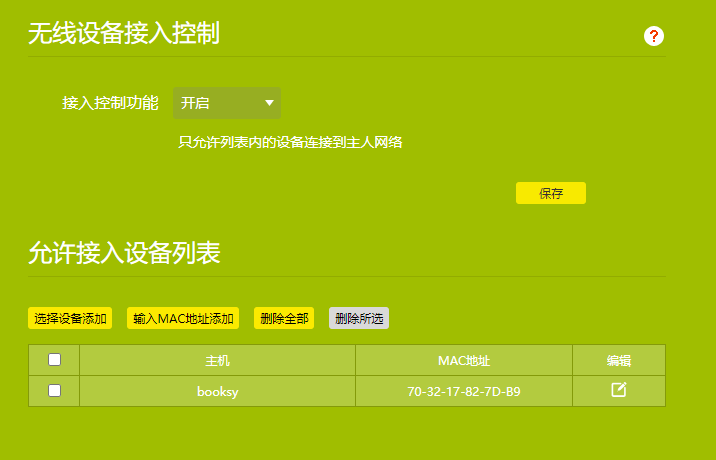 无线设备接入控制
?
接入控制功能 开启
只允许列表内的设备连接到主人网络
保存
允许接入设备列表
选择设备添加 输入MAC地址添加 删除全部 删除所选
主机 MAC地址 编辑
booksy 70-32-17-82-7D-B9